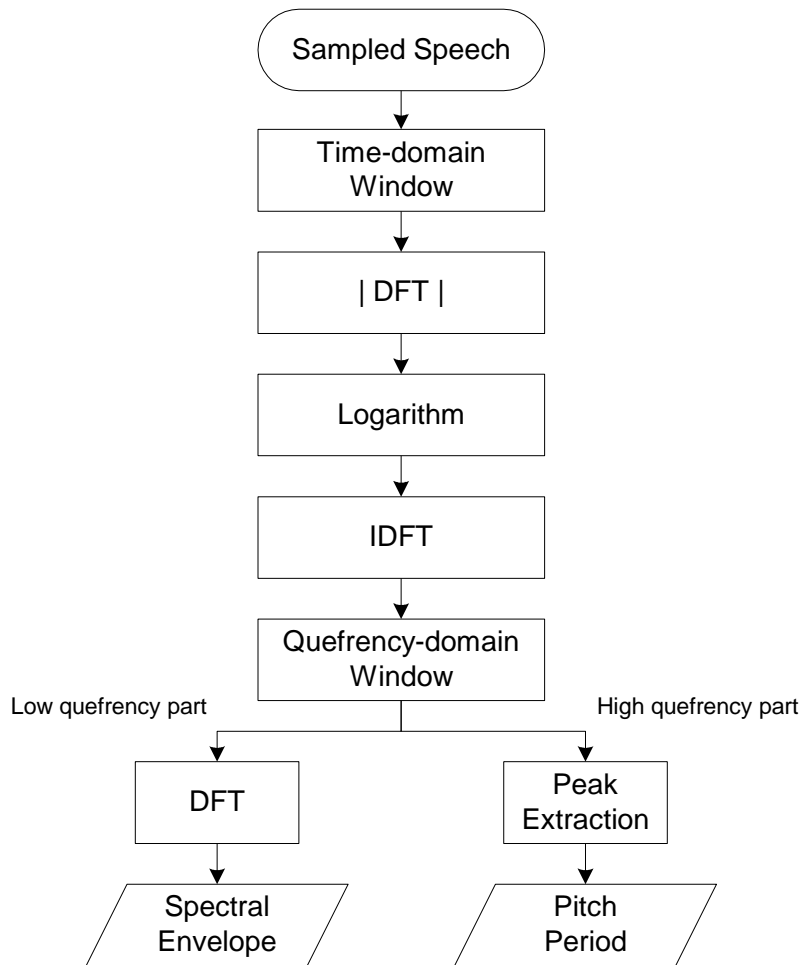 Sampled Speech
Time-domain
Window
| DFT |
Logarithm
IDFT
Quefrency-domain
Window
Low quefrency part
High quefrency part
DFT
Peak
Extraction
Spectral
Envelope
Pitch
Period